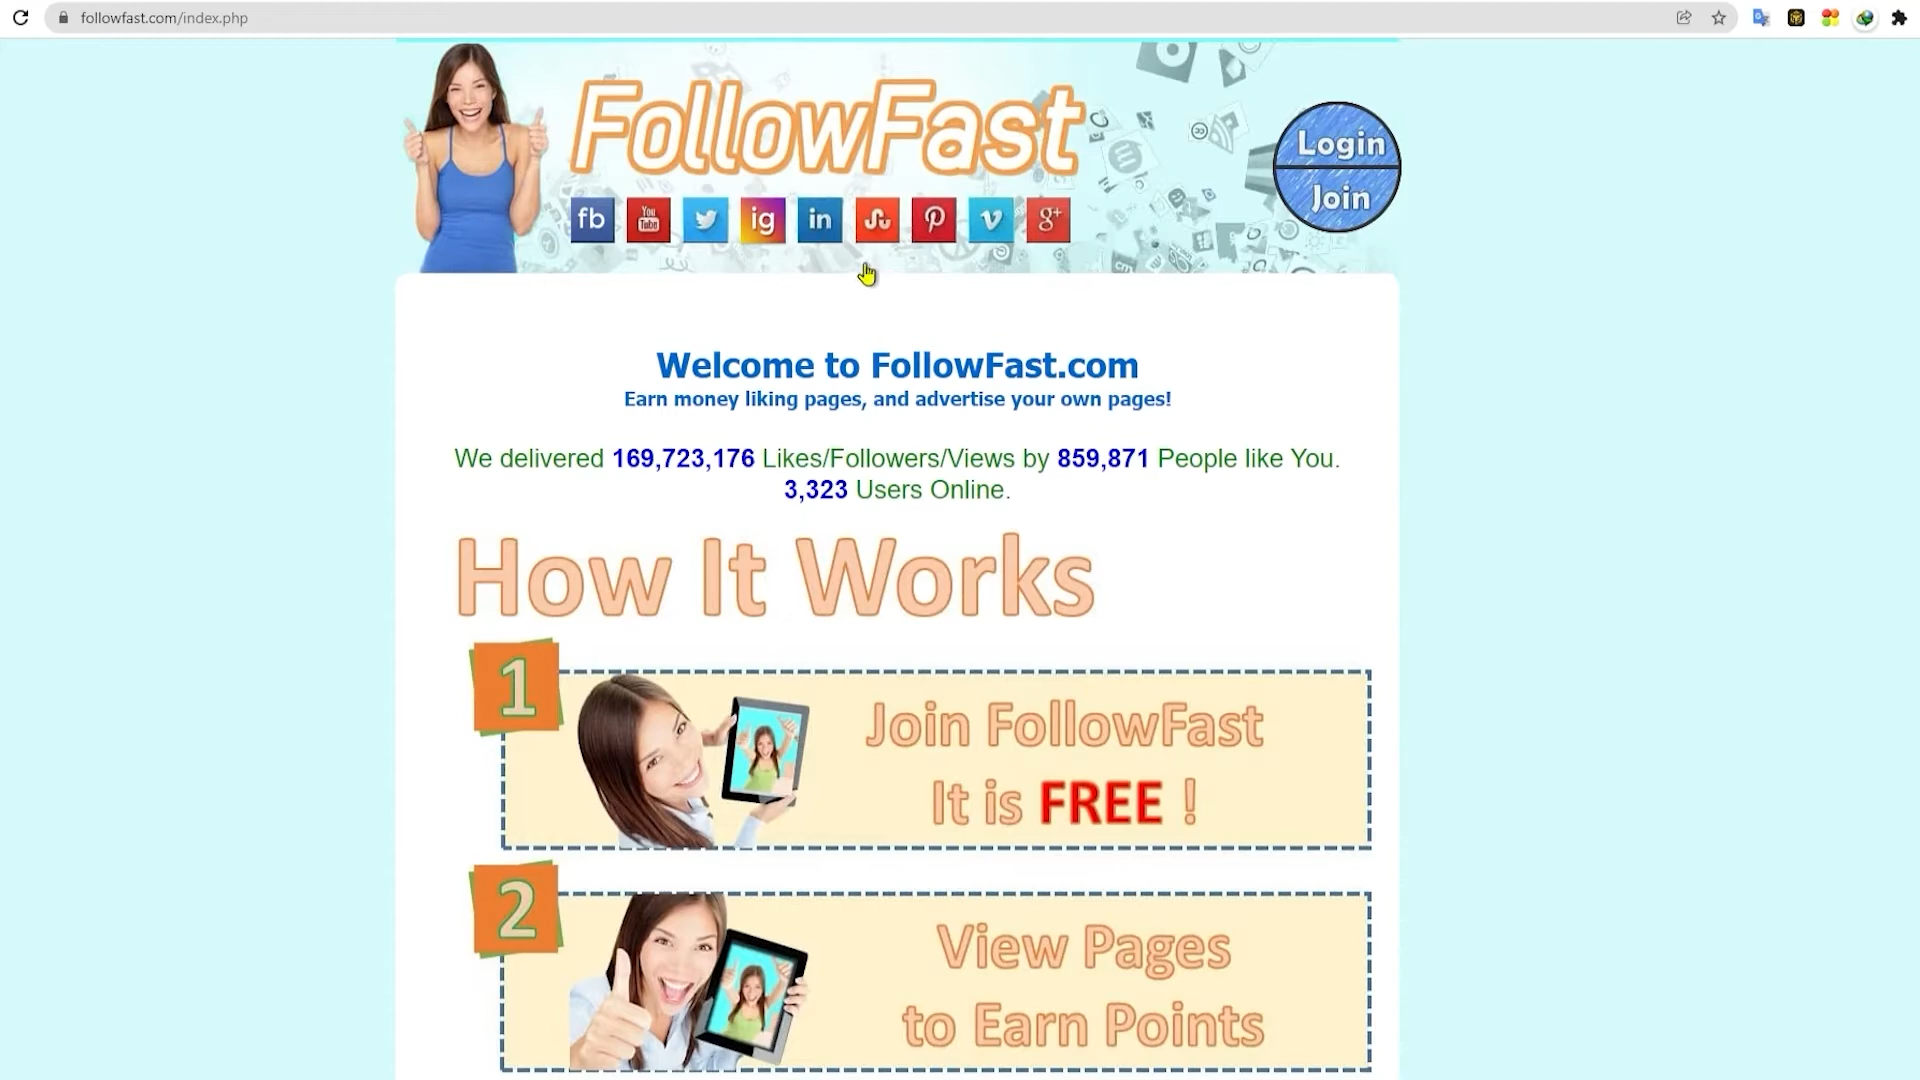 followfast.com/index.php
FollowFast
Login
Join
fb
You
Tube
ig
in
g+
Welcome to FollowFast.com
Earn money liking pages, and advertise your own pages!
We delivered 169,723,176 Likes/Followers/Views by 859,871 People like You.
3,323 Users Online.
How It Works
1
Join FollowFast
It is FREE !
2
View Pages
to Earn Points